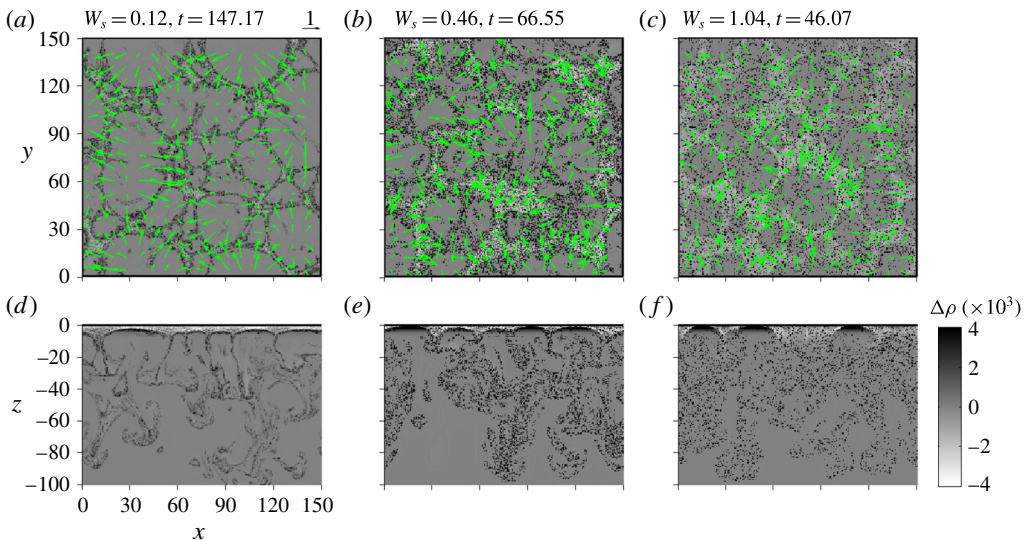 (a) W_s = 0.12, t = 147.17 1 (b) W_s = 0.46, t = 66.55 (c) W_s = 1.04, t = 46.07
150
120
90
y
60
30
0
(d) (e) (f) Δρ (×10³)
0 4
−20 2
−40
z 0
−60 −2
−80
−100 −4
0 30 60 90 120 150
x